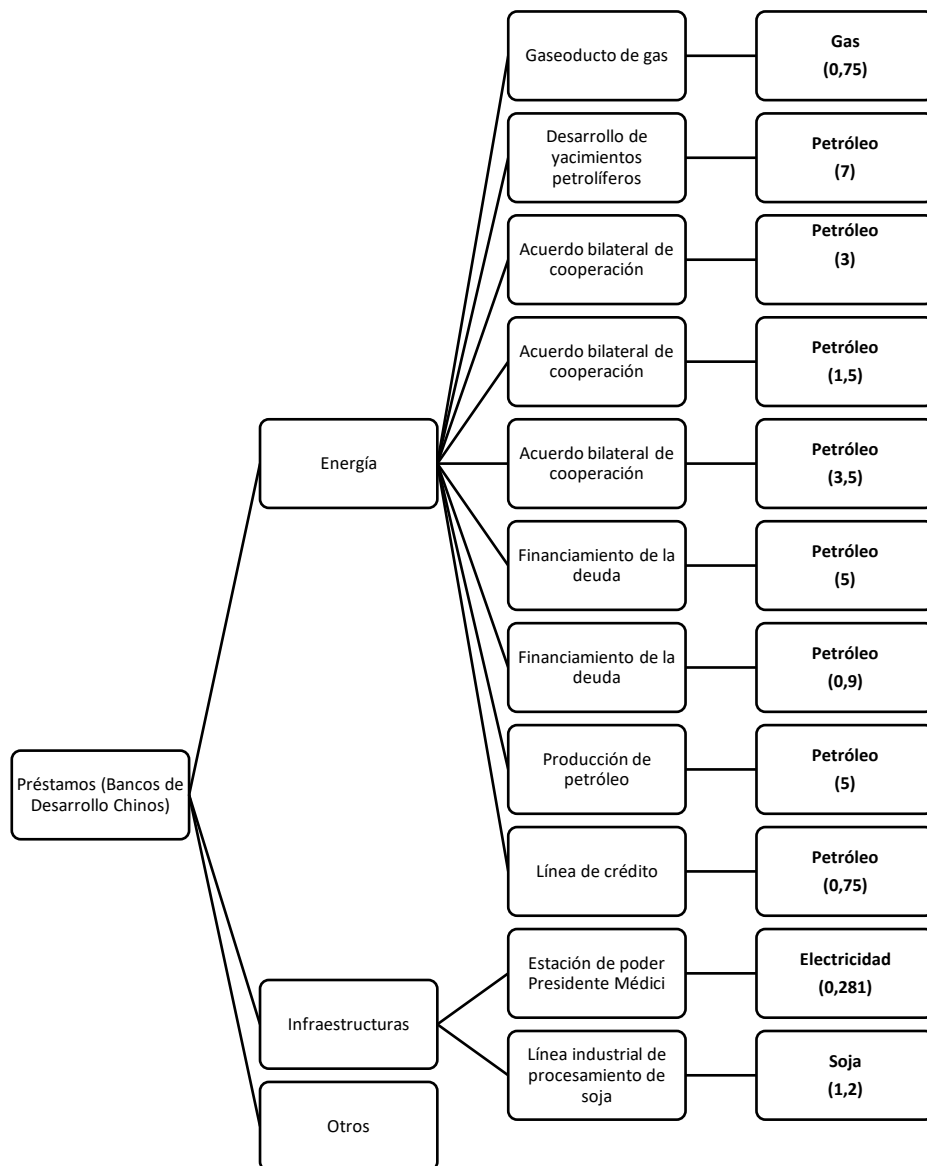 Gaseoducto de gas
Gas
(0,75)
Desarrollo de
yacimientos
petrolíferos
Petróleo
(7)
Acuerdo bilateral de
cooperación
Petróleo
(3)
Acuerdo bilateral de
cooperación
Petróleo
(1,5)
Energía
Acuerdo bilateral de
cooperación
Petróleo
(3,5)
Financiamiento de la
deuda
Petróleo
(5)
Financiamiento de la
deuda
Petróleo
(0,9)
Préstamos (Bancos de
Desarrollo Chinos)
Producción de
petróleo
Petróleo
(5)
Línea de crédito
Petróleo
(0,75)
Infraestructuras
Estación de poder
Presidente Médici
Electricidad
(0,281)
Línea industrial de
procesamiento de
soja
Soja
(1,2)
Otros